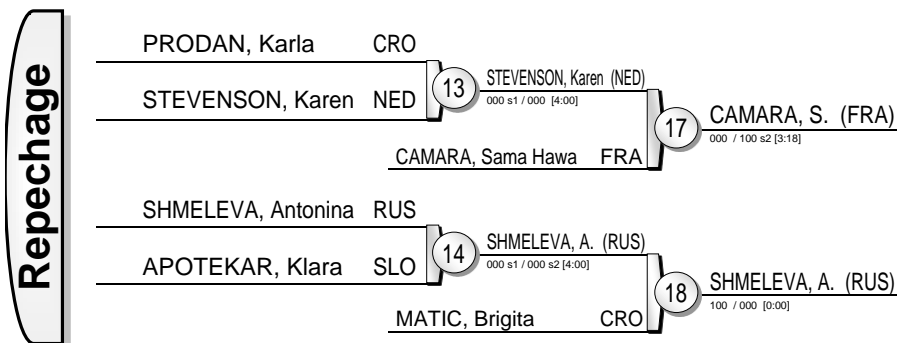 Repechage
PRODAN, Karla CRO
STEVENSON, Karen NED
13
STEVENSON, Karen (NED)
000 s1 / 000 [4:00]
CAMARA, Sama Hawa FRA
17
CAMARA, S. (FRA)
000 / 100 s2 [3:18]
SHMELEVA, Antonina RUS
APOTEKAR, Klara SLO
14
SHMELEVA, A. (RUS)
000 s1 / 000 s2 [4:00]
MATIC, Brigita CRO
18
SHMELEVA, A. (RUS)
100 / 000 [0:00]